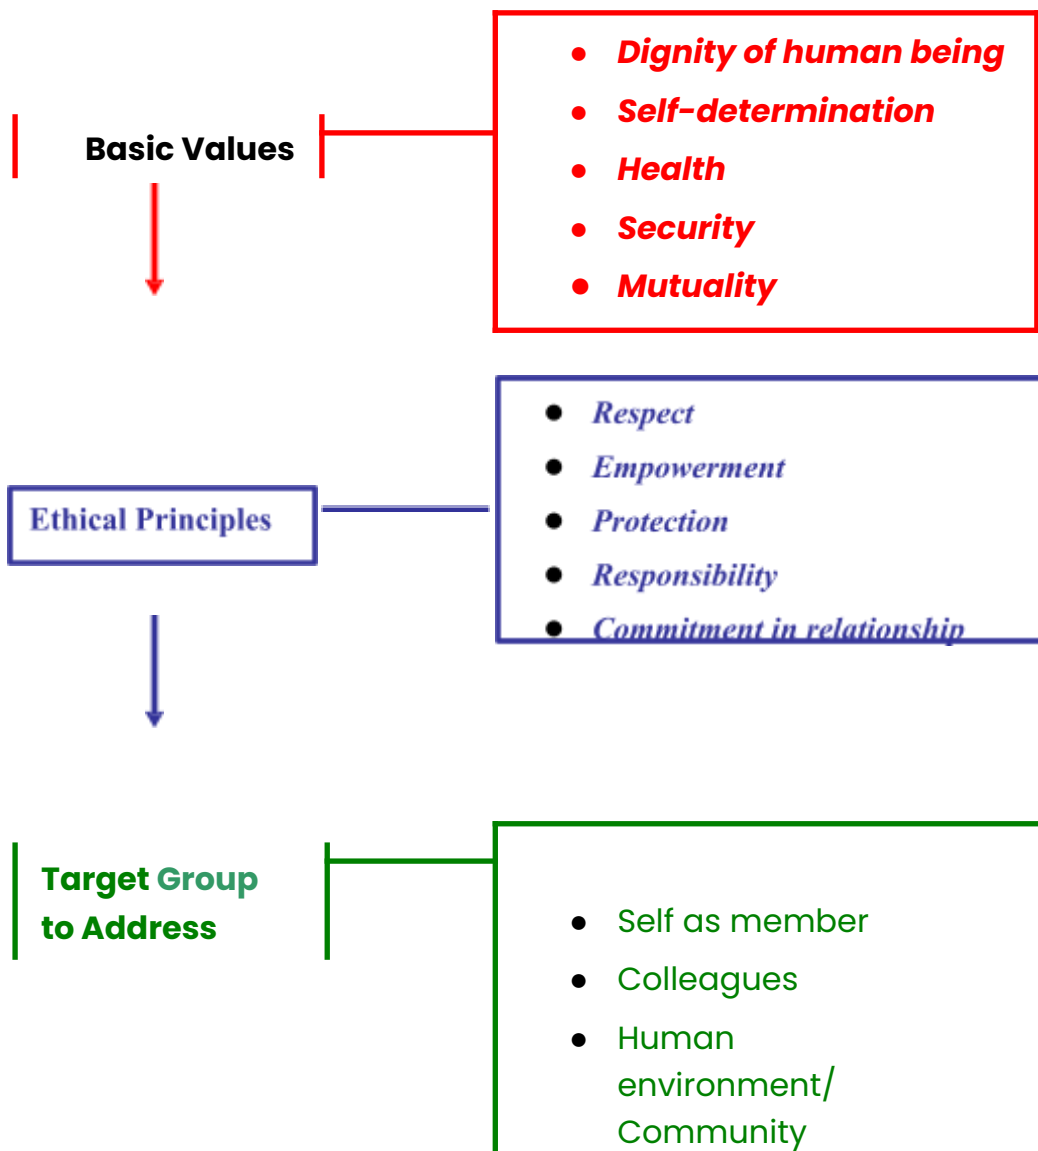 Basic Values
● Dignity of human being
● Self-determination
● Health
● Security
● Mutuality
Ethical Principles
● Respect
● Empowerment
● Protection
● Responsibility
● Commitment in relationship
Target Group
to Address
● Self as member
● Colleagues
● Human
environment/
Community